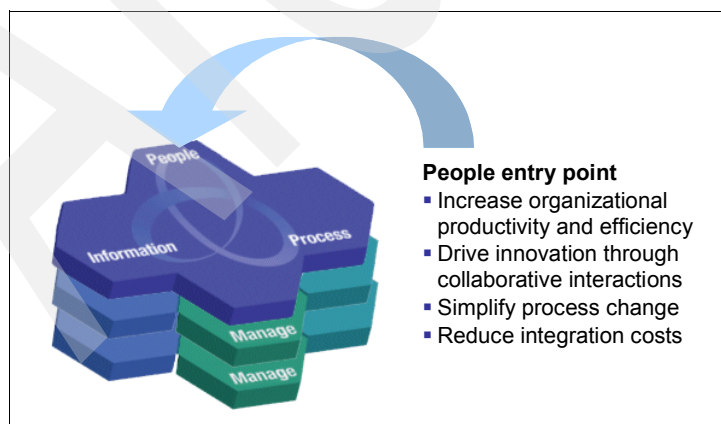 People
Information
Process
Manage
Manage
People entry point
▪ Increase organizational
productivity and efficiency
▪ Drive innovation through
collaborative interactions
▪ Simplify process change
▪ Reduce integration costs